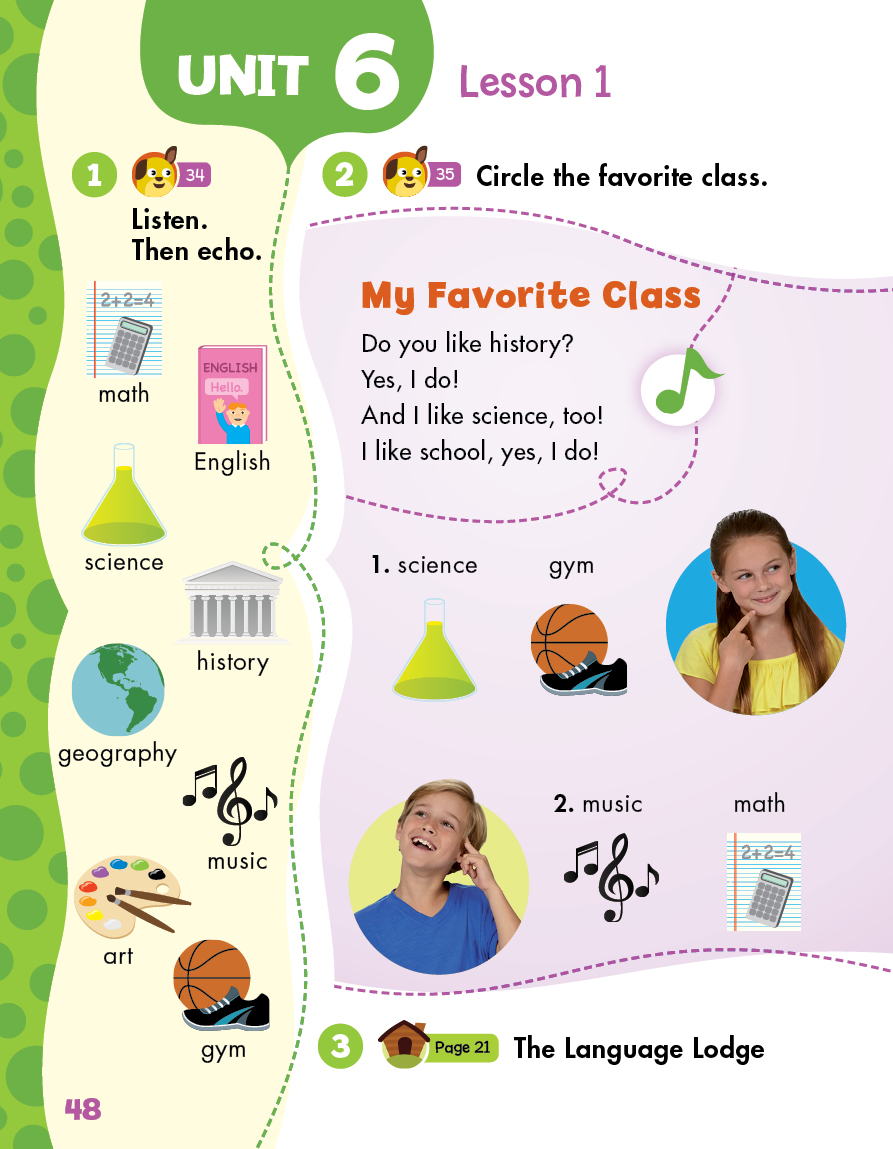 UNIT 6
Lesson 1
1
34
Listen.
Then echo.
2+2=4
math
ENGLISH
Hello.
English
science
history
geography
music
art
gym
2
35
Circle the favorite class.
My Favorite Class
Do you like history?
Yes, I do!
And I like science, too!
I like school, yes, I do!
1. science
gym
2. music
math
2+2=4
3
Page 21
The Language Lodge
48